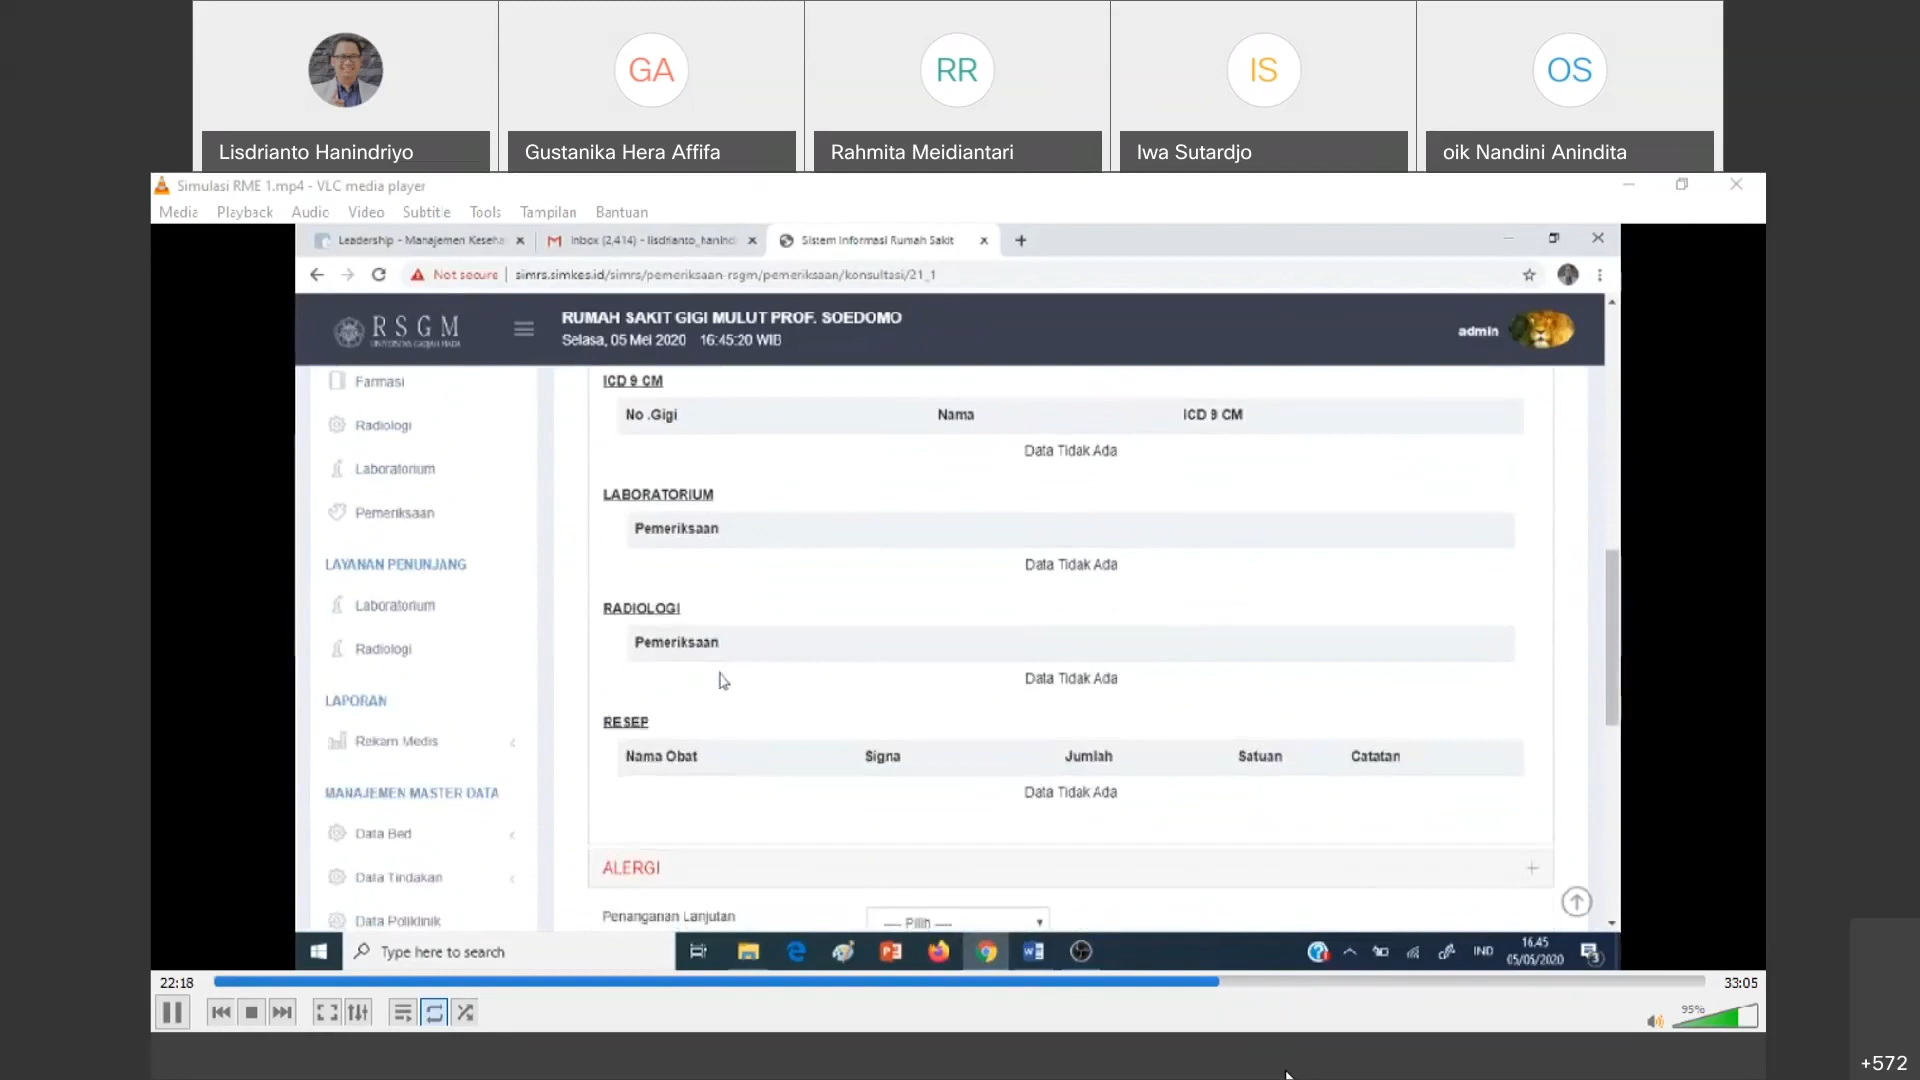 GA
RR
IS
OS
Lisdrianto Hanindriyo
Gustanika Hera Affifa
Rahmita Meidiantari
Iwa Sutardjo
oik Nandini Anindita
Simulasi RME 1.mp4 - VLC media player
Media Playback Audio Video Subtitle Tools Tampilan Bantuan
Leadership - Manajemen Keseha
Inbox (2,414) - lisdrianto_hanind
Sistem Informasi Rumah Sakit
Not secure | simrs.simkes.id/simrs/pemeriksaan-rsgm/pemeriksaan/konsultasi/21_1
RSGM
UNIVERSITAS GADJAH MADA
RUMAH SAKIT GIGI MULUT PROF. SOEDOMO
Selasa, 05 Mei 2020 16:45:20 WIB
admin
Farmasi
Radiologi
Laboratorium
Pemeriksaan
LAYANAN PENUNJANG
Laboratorium
Radiologi
LAPORAN
Rekam Medis
MANAJEMEN MASTER DATA
Data Bed
Data Tindakan
Data Poliklinik
ICD 9 CM
No .Gigi Nama ICD 9 CM
Data Tidak Ada
LABORATORIUM
Pemeriksaan
Data Tidak Ada
RADIOLOGI
Pemeriksaan
Data Tidak Ada
RESEP
Nama Obat Signa Jumlah Satuan Catatan
Data Tidak Ada
ALERGI
Penanganan Lanjutan
---- Pilih ----
Type here to search
IND
16.45
05/05/2020
3
22:18
33:05
95%
+572